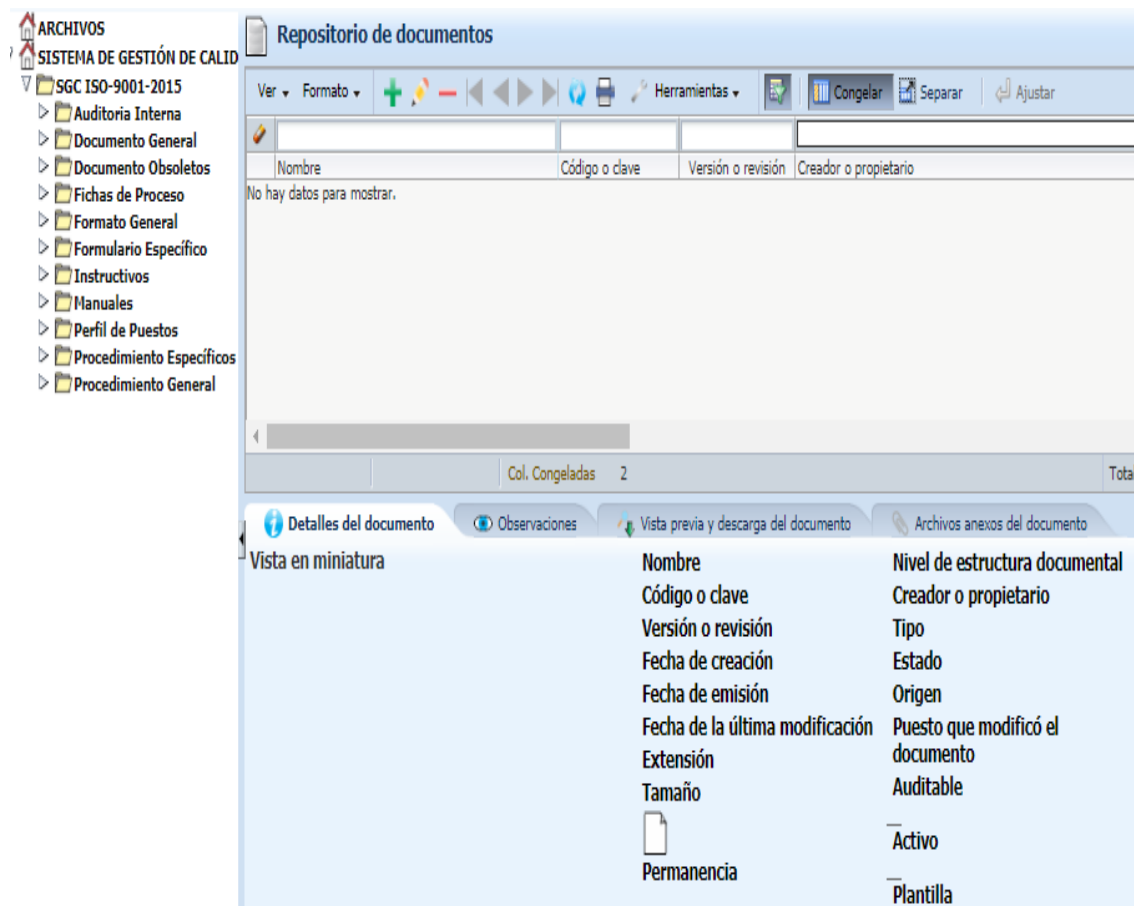 ARCHIVOS
SISTEMA DE GESTIÓN DE CALID
SGC ISO-9001-2015
Auditoria Interna
Documento General
Documento Obsoletos
Fichas de Proceso
Formato General
Formulario Específico
Instructivos
Manuales
Perfil de Puestos
Procedimiento Específicos
Procedimiento General
Repositorio de documentos
Ver Formato Herramientas Congelar Separar Ajustar
Nombre Código o clave Versión o revisión Creador o propietario
No hay datos para mostrar.
Col. Congeladas 2 Tota
Detalles del documento Observaciones Vista previa y descarga del documento Archivos anexos del documento
Vista en miniatura
Nombre
Código o clave
Versión o revisión
Fecha de creación
Fecha de emisión
Fecha de la última modificación
Extensión
Tamaño
Permanencia
Nivel de estructura documental
Creador o propietario
Tipo
Estado
Origen
Puesto que modificó el
documento
Auditable
Activo
Plantilla